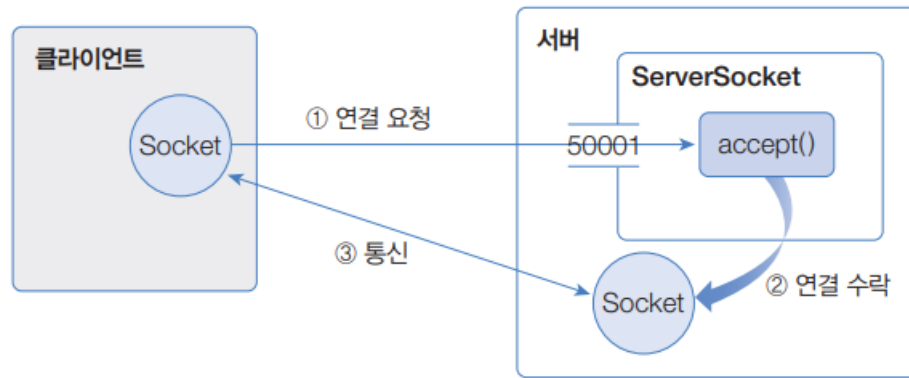 클라이언트
Socket
① 연결 요청
③ 통신
서버
ServerSocket
50001
accept()
② 연결 수락
Socket